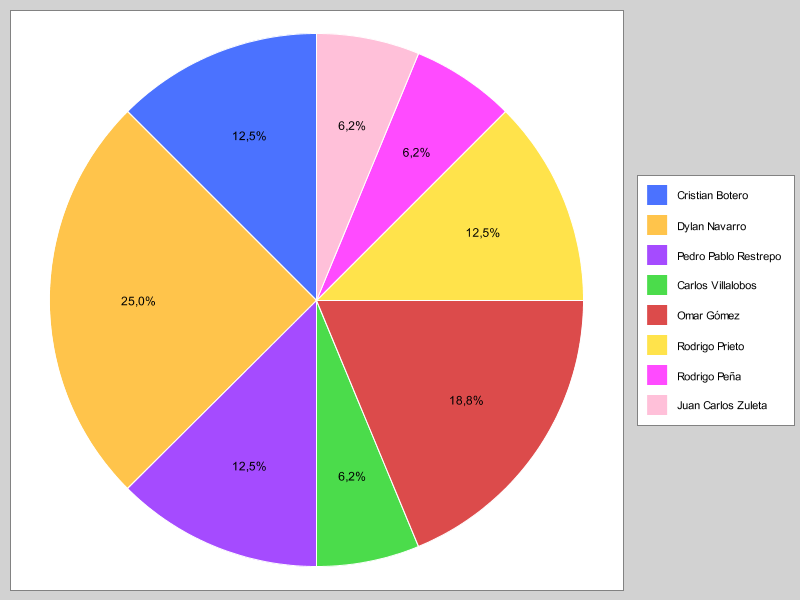 6,2%
12,5%
6,2%
12,5%
25,0%
18,8%
12,5%
6,2%
Cristian Botero
Dylan Navarro
Pedro Pablo Restrepo
Carlos Villalobos
Omar Gómez
Rodrigo Prieto
Rodrigo Peña
Juan Carlos Zuleta